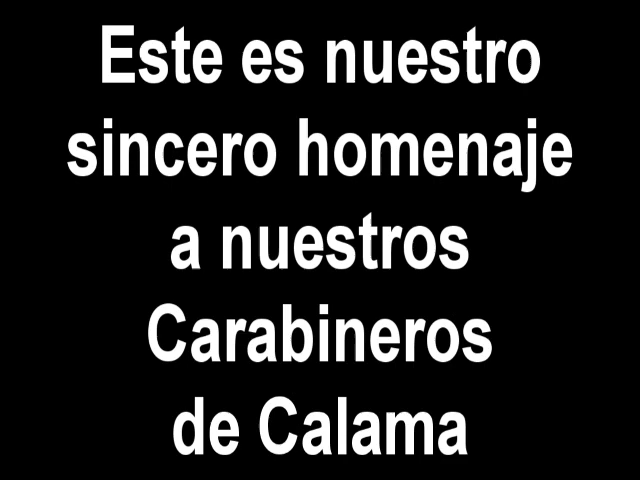 Este es nuestro
sincero homenaje
a nuestros
Carabineros
de Calama